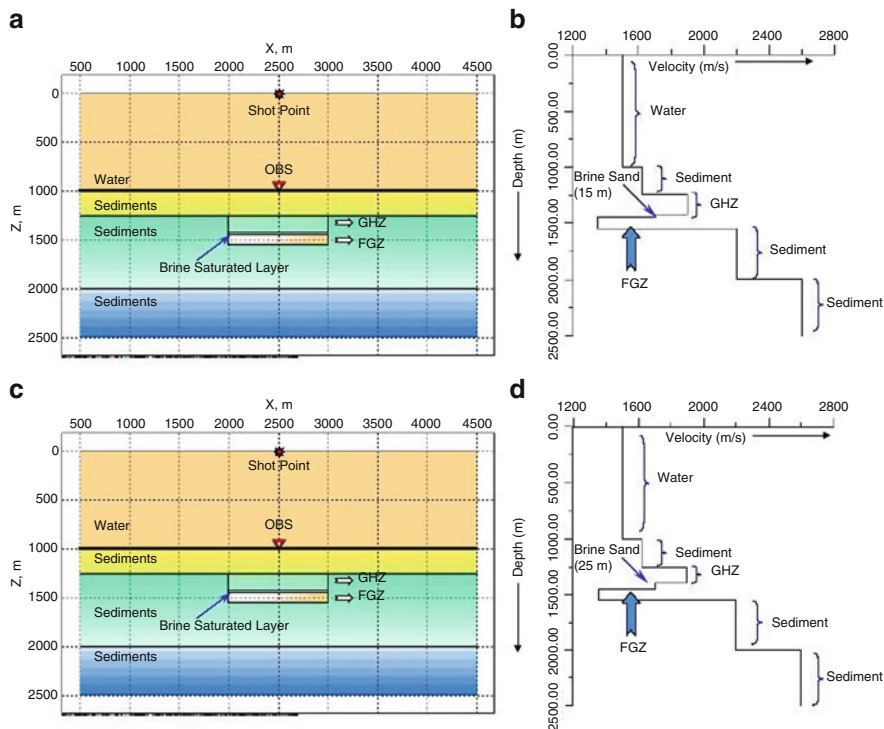 a
X, m
500 1000 1500 2000 2500 3000 3500 4000 4500
Z, m
0
500
1000
1500
2000
2500
Shot Point
OBS
Water
Sediments
Sediments
GHZ
FGZ
Brine Saturated Layer
Sediments
b
1200 1600 2000 2400 2800
Velocity (m/s)
Depth (m)
0.00
500.00
1000.00
1500.00
2000.00
2500.00
Water
Brine Sand
(15 m)
Sediment
GHZ
Sediment
FGZ
Sediment
c
X, m
500 1000 1500 2000 2500 3000 3500 4000 4500
Z, m
0
500
1000
1500
2000
2500
Shot Point
Water
OBS
Sediments
GHZ
FGZ
Sediments
Brine Saturated Layer
Sediments
d
1200 1600 2000 2400 2800
Velocity (m/s)
Depth (m)
0.00
500.00
1000.00
1500.00
2000.00
2500.00
Water
Brine Sand
(25 m)
Sediment
GHZ
Sediment
FGZ
Sediment